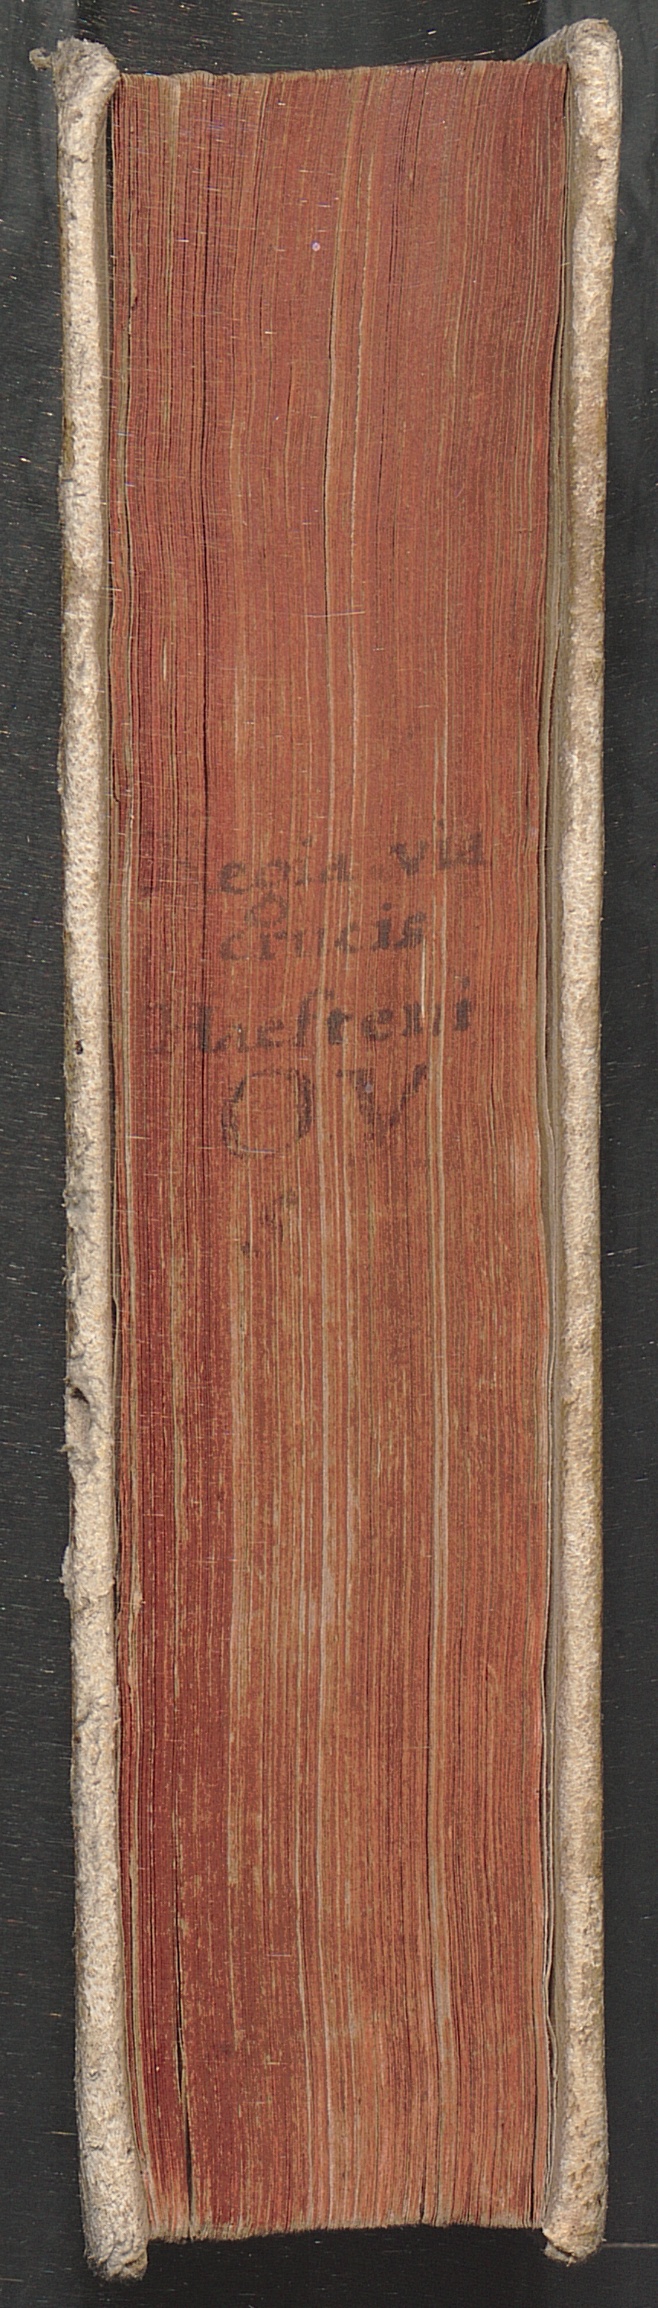 Regia via
crucis
Haefteni
OV